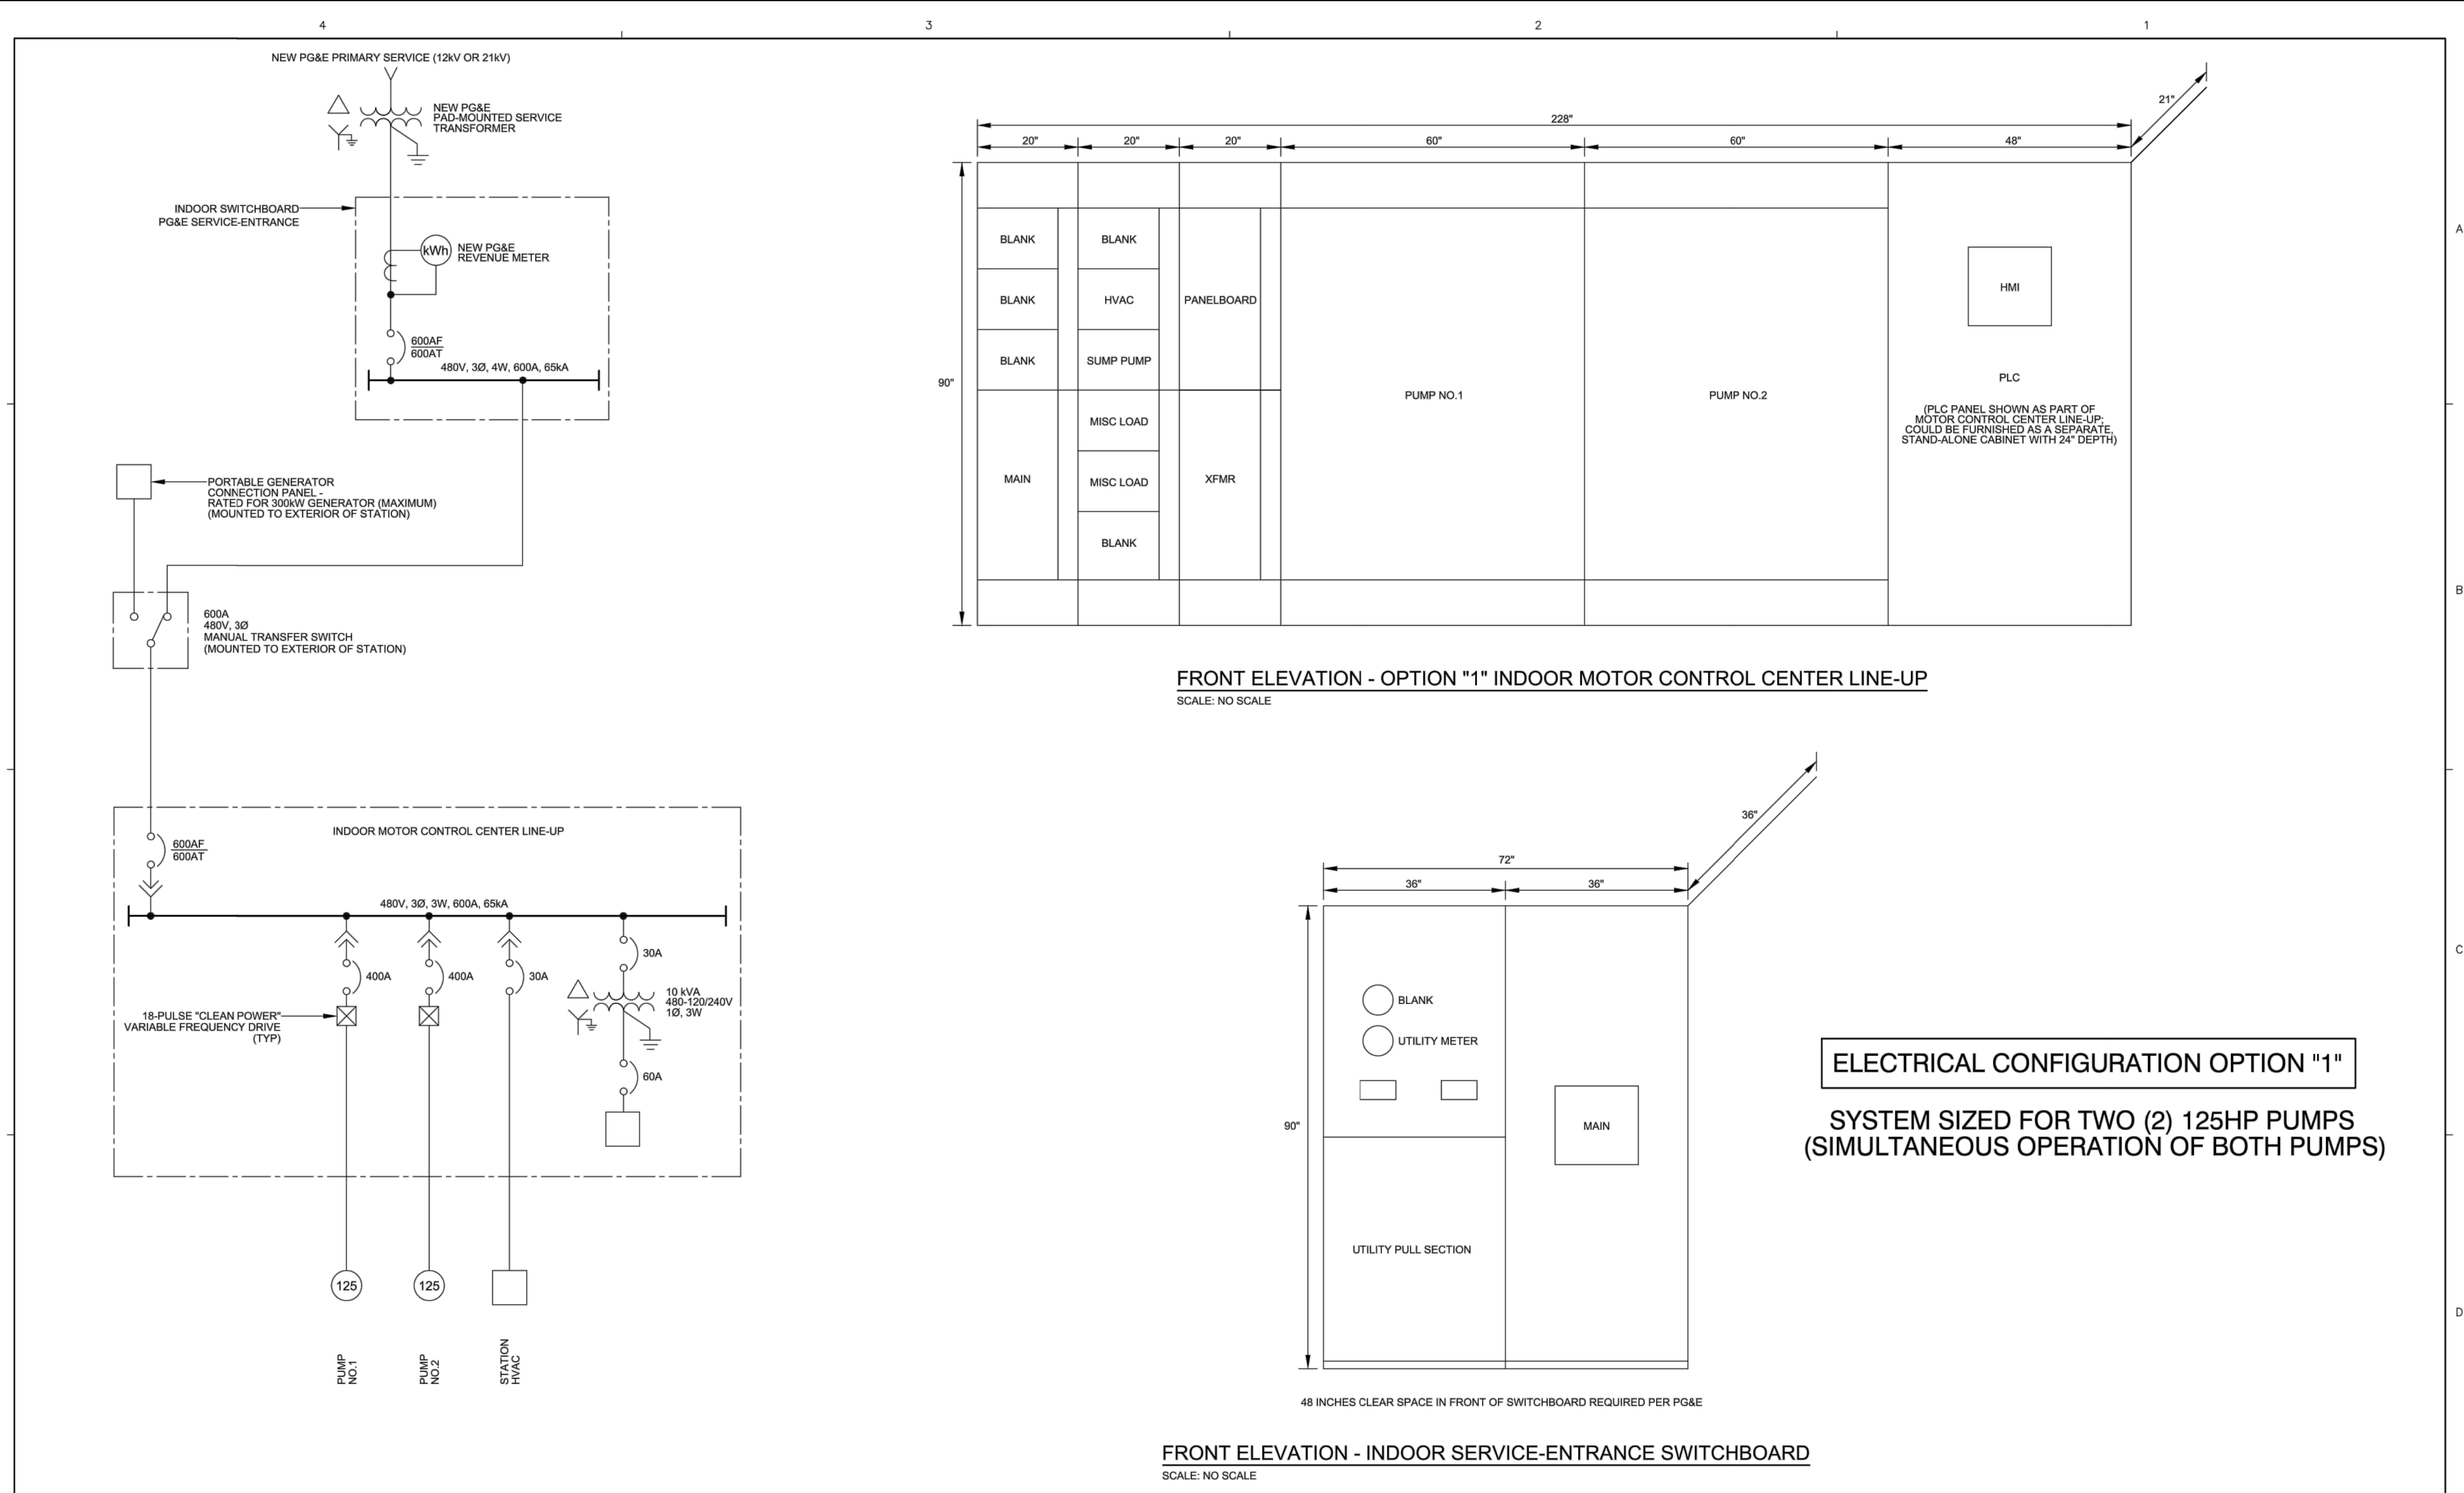 4
3
2
1
NEW PG&E PRIMARY SERVICE (12kV OR 21kV)
NEW PG&E
PAD-MOUNTED SERVICE
TRANSFORMER
INDOOR SWITCHBOARD
PG&E SERVICE-ENTRANCE
kWh
NEW PG&E
REVENUE METER
600AF
600AT
480V, 3Ø, 4W, 600A, 65kA
PORTABLE GENERATOR
CONNECTION PANEL -
RATED FOR 300kW GENERATOR (MAXIMUM)
(MOUNTED TO EXTERIOR OF STATION)
600A
480V, 3Ø
MANUAL TRANSFER SWITCH
(MOUNTED TO EXTERIOR OF STATION)
INDOOR MOTOR CONTROL CENTER LINE-UP
600AF
600AT
480V, 3Ø, 3W, 600A, 65kA
400A
400A
30A
30A
10 kVA
480-120/240V
1Ø, 3W
60A
18-PULSE "CLEAN POWER"
VARIABLE FREQUENCY DRIVE
(TYP)
125
125
PUMP
NO.1
PUMP
NO.2
STATION
HVAC
228"
21"
20"
20"
20"
60"
60"
48"
90"
BLANK
BLANK
BLANK
MAIN
BLANK
HVAC
SUMP PUMP
MISC LOAD
MISC LOAD
BLANK
PANELBOARD
XFMR
PUMP NO.1
PUMP NO.2
HMI
PLC
(PLC PANEL SHOWN AS PART OF
MOTOR CONTROL CENTER LINE-UP;
COULD BE FURNISHED AS A SEPARATE,
STAND-ALONE CABINET WITH 24" DEPTH)
FRONT ELEVATION - OPTION "1" INDOOR MOTOR CONTROL CENTER LINE-UP
SCALE: NO SCALE
36"
72"
36"
36"
90"
BLANK
UTILITY METER
MAIN
UTILITY PULL SECTION
48 INCHES CLEAR SPACE IN FRONT OF SWITCHBOARD REQUIRED PER PG&E
FRONT ELEVATION - INDOOR SERVICE-ENTRANCE SWITCHBOARD
SCALE: NO SCALE
ELECTRICAL CONFIGURATION OPTION "1"
SYSTEM SIZED FOR TWO (2) 125HP PUMPS
(SIMULTANEOUS OPERATION OF BOTH PUMPS)
A
B
C
D